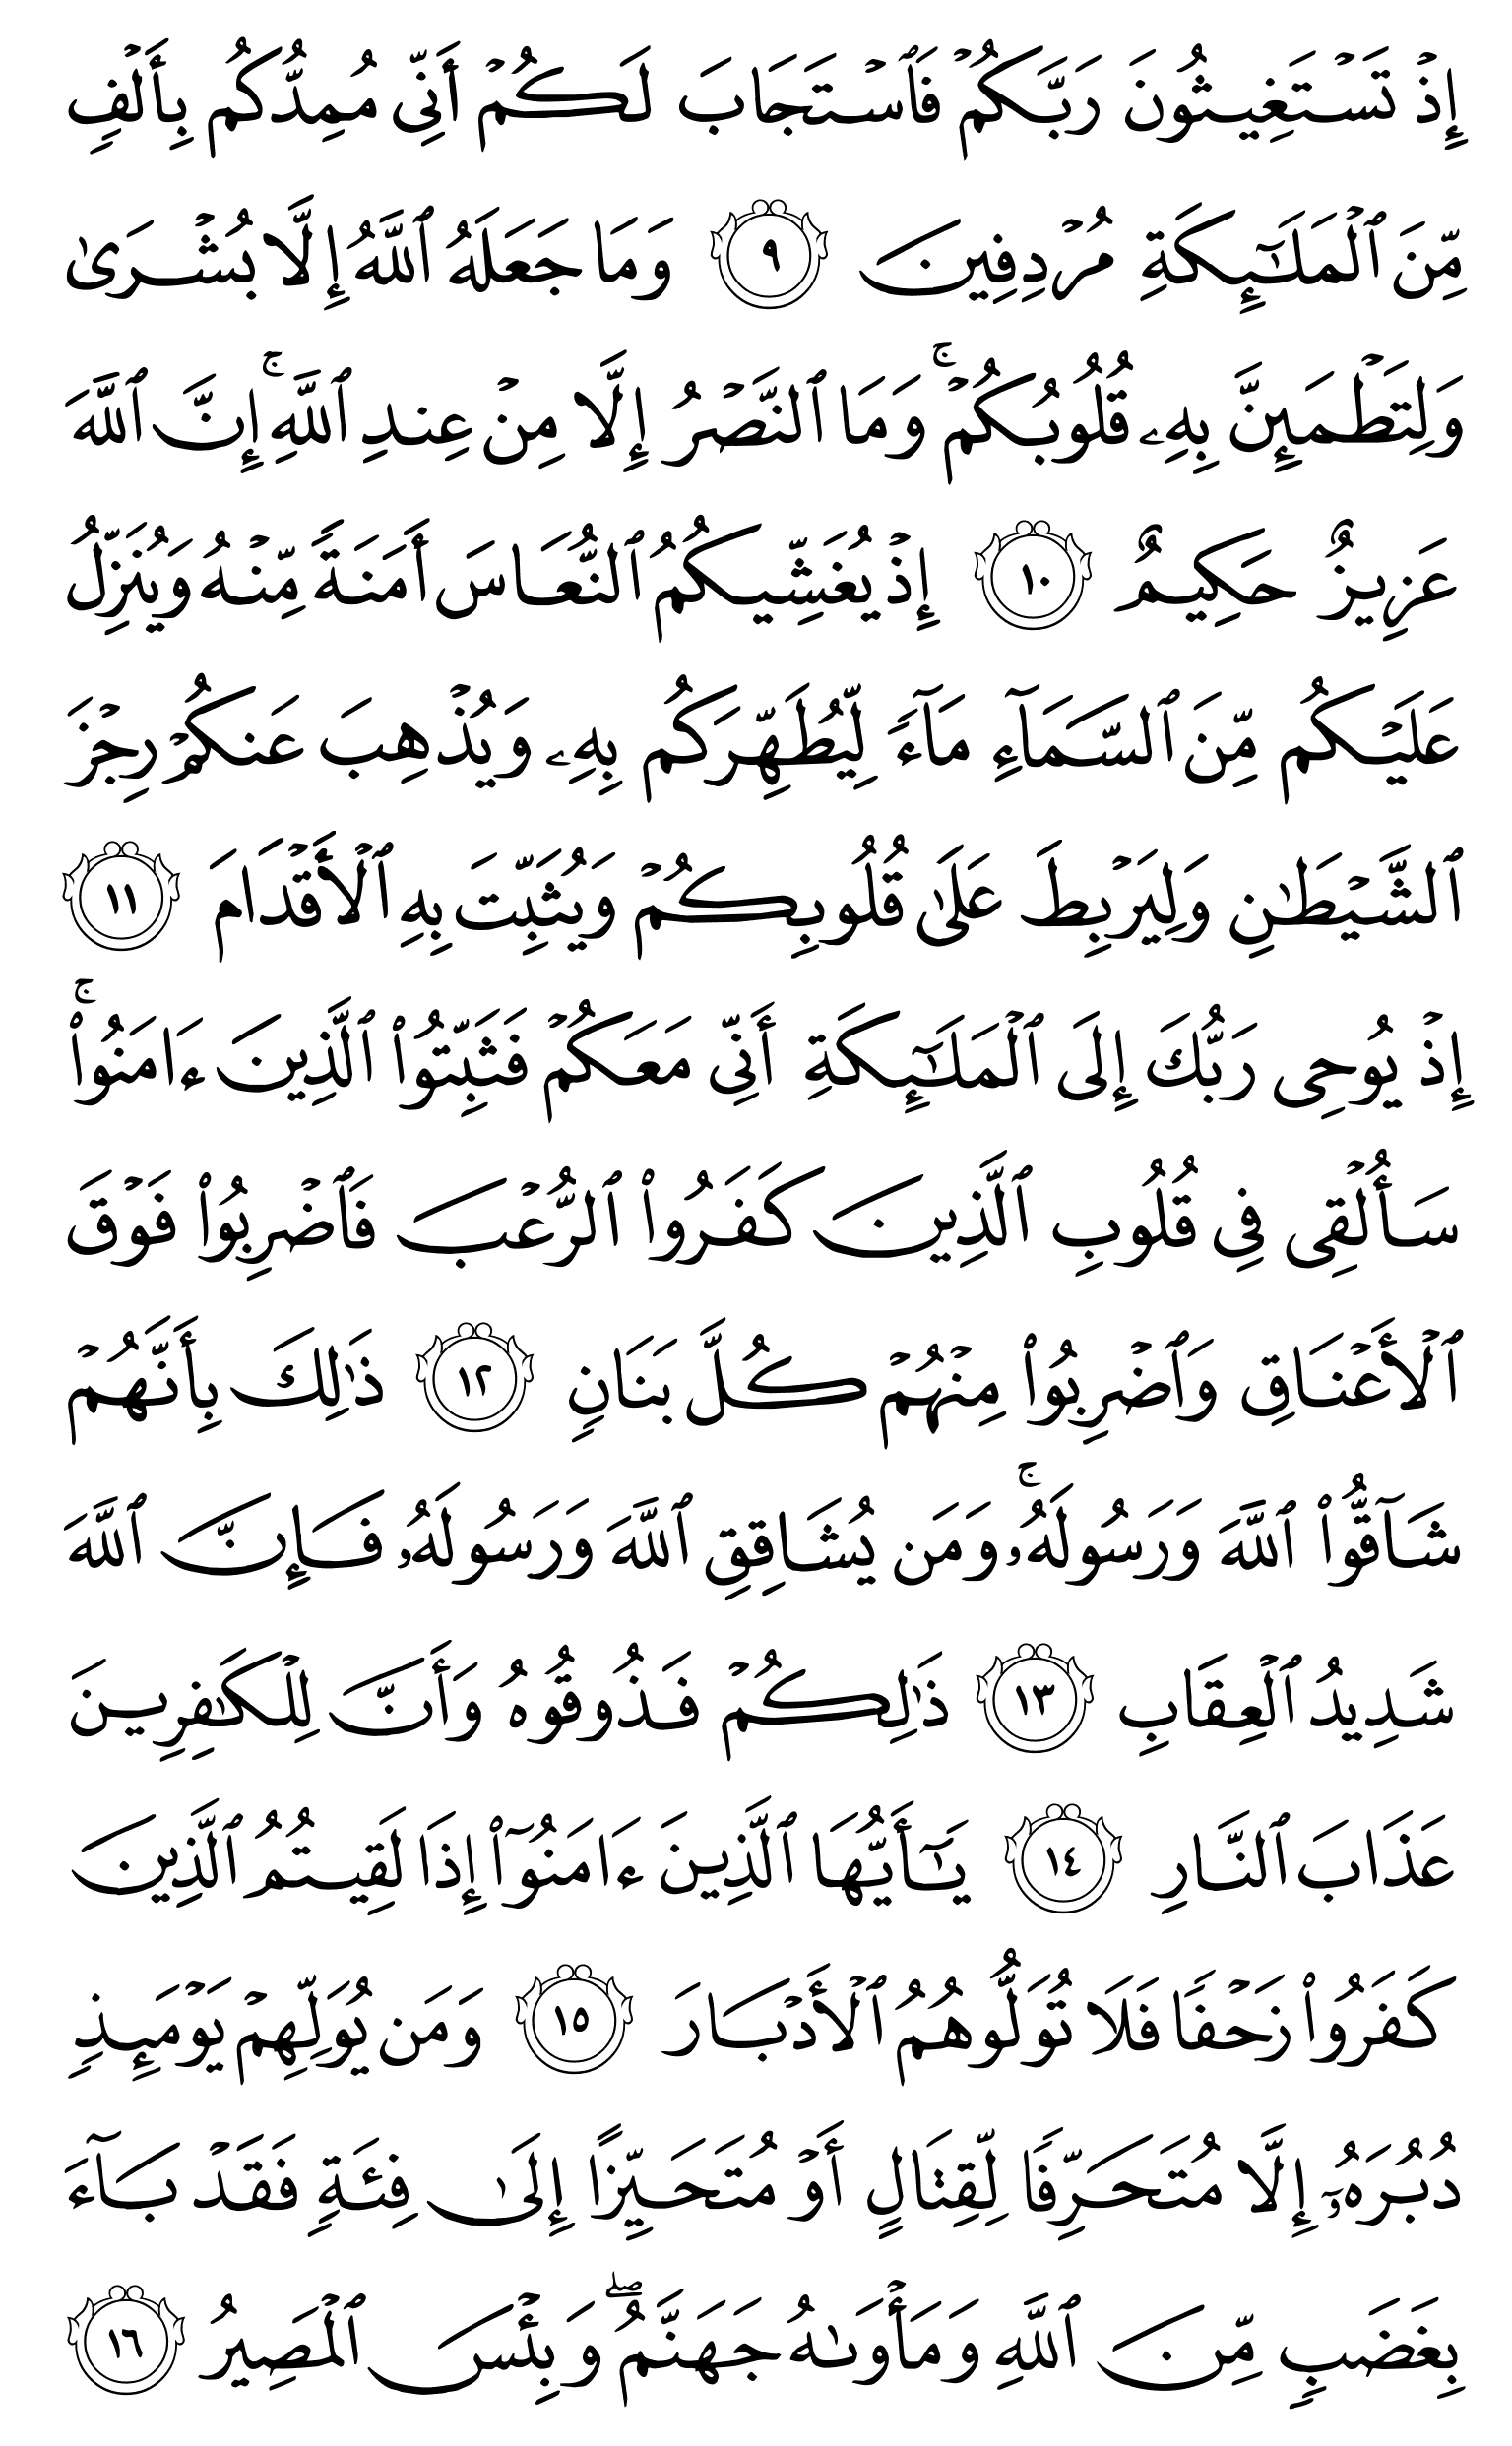 إِذۡ تَسۡتَغِيثُونَ رَبَّكُمۡ فَٱسۡتَجَابَ لَكُمۡ أَنِّي مُمِدُّكُم بِأَلۡفٖ
مِّنَ ٱلۡمَلَٰٓئِكَةِ مُرۡدِفِينَ ٩ وَمَا جَعَلَهُ ٱللَّهُ إِلَّا بُشۡرَىٰ
وَلِتَطۡمَئِنَّ بِهِۦ قُلُوبُكُمۡۚ وَمَا ٱلنَّصۡرُ إِلَّا مِنۡ عِندِ ٱللَّهِۚ إِنَّ ٱللَّهَ
عَزِيزٌ حَكِيمٌ ١٠ إِذۡ يُغَشِّيكُمُ ٱلنُّعَاسَ أَمَنَةٗ مِّنۡهُ وَيُنَزِّلُ
عَلَيۡكُم مِّنَ ٱلسَّمَآءِ مَآءٗ لِّيُطَهِّرَكُم بِهِۦ وَيُذۡهِبَ عَنكُمۡ رِجۡزَ
ٱلشَّيۡطَٰنِ وَلِيَرۡبِطَ عَلَىٰ قُلُوبِكُمۡ وَيُثَبِّتَ بِهِ ٱلۡأَقۡدَامَ ١١
إِذۡ يُوحِي رَبُّكَ إِلَى ٱلۡمَلَٰٓئِكَةِ أَنِّي مَعَكُمۡ فَثَبِّتُواْ ٱلَّذِينَ ءَامَنُواْۚ
سَأُلۡقِي فِي قُلُوبِ ٱلَّذِينَ كَفَرُواْ ٱلرُّعۡبَ فَٱضۡرِبُواْ فَوۡقَ
ٱلۡأَعۡنَاقِ وَٱضۡرِبُواْ مِنۡهُمۡ كُلَّ بَنَانٖ ١٢ ذَٰلِكَ بِأَنَّهُمۡ
شَآقُّواْ ٱللَّهَ وَرَسُولَهُۥۚ وَمَن يُشَاقِقِ ٱللَّهَ وَرَسُولَهُۥ فَإِنَّ ٱللَّهَ
شَدِيدُ ٱلۡعِقَابِ ١٣ ذَٰلِكُمۡ فَذُوقُوهُ وَأَنَّ لِلۡكَٰفِرِينَ
عَذَابَ ٱلنَّارِ ١٤ يَٰٓأَيُّهَا ٱلَّذِينَ ءَامَنُوٓاْ إِذَا لَقِيتُمُ ٱلَّذِينَ
كَفَرُواْ زَحۡفٗا فَلَا تُوَلُّوهُمُ ٱلۡأَدۡبَارَ ١٥ وَمَن يُوَلِّهِمۡ يَوۡمَئِذٖ
دُبُرَهُۥٓ إِلَّا مُتَحَرِّفٗا لِّقِتَالٍ أَوۡ مُتَحَيِّزًا إِلَىٰ فِئَةٖ فَقَدۡ بَآءَ
بِغَضَبٖ مِّنَ ٱللَّهِ وَمَأۡوَىٰهُ جَهَنَّمُۖ وَبِئۡسَ ٱلۡمَصِيرُ ١٦